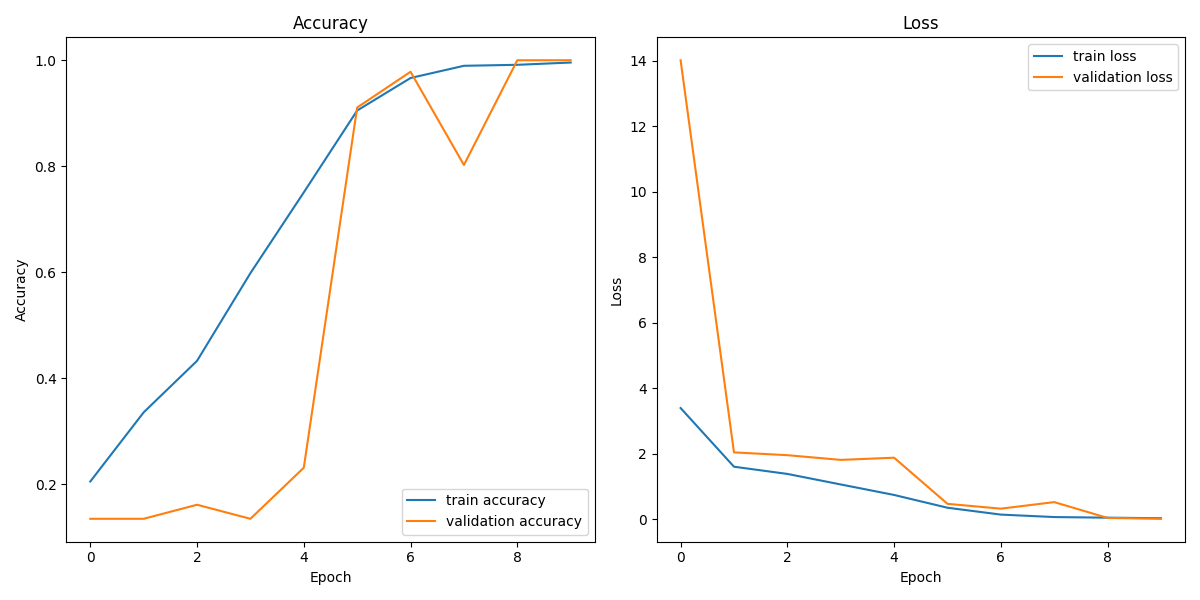 Accuracy
1.0
0.8
0.6
0.4
0.2
Accuracy
0 2 4 6 8
Epoch
train accuracy
validation accuracy
Loss
14
12
10
8
6
4
2
0
Loss
0 2 4 6 8
Epoch
train loss
validation loss